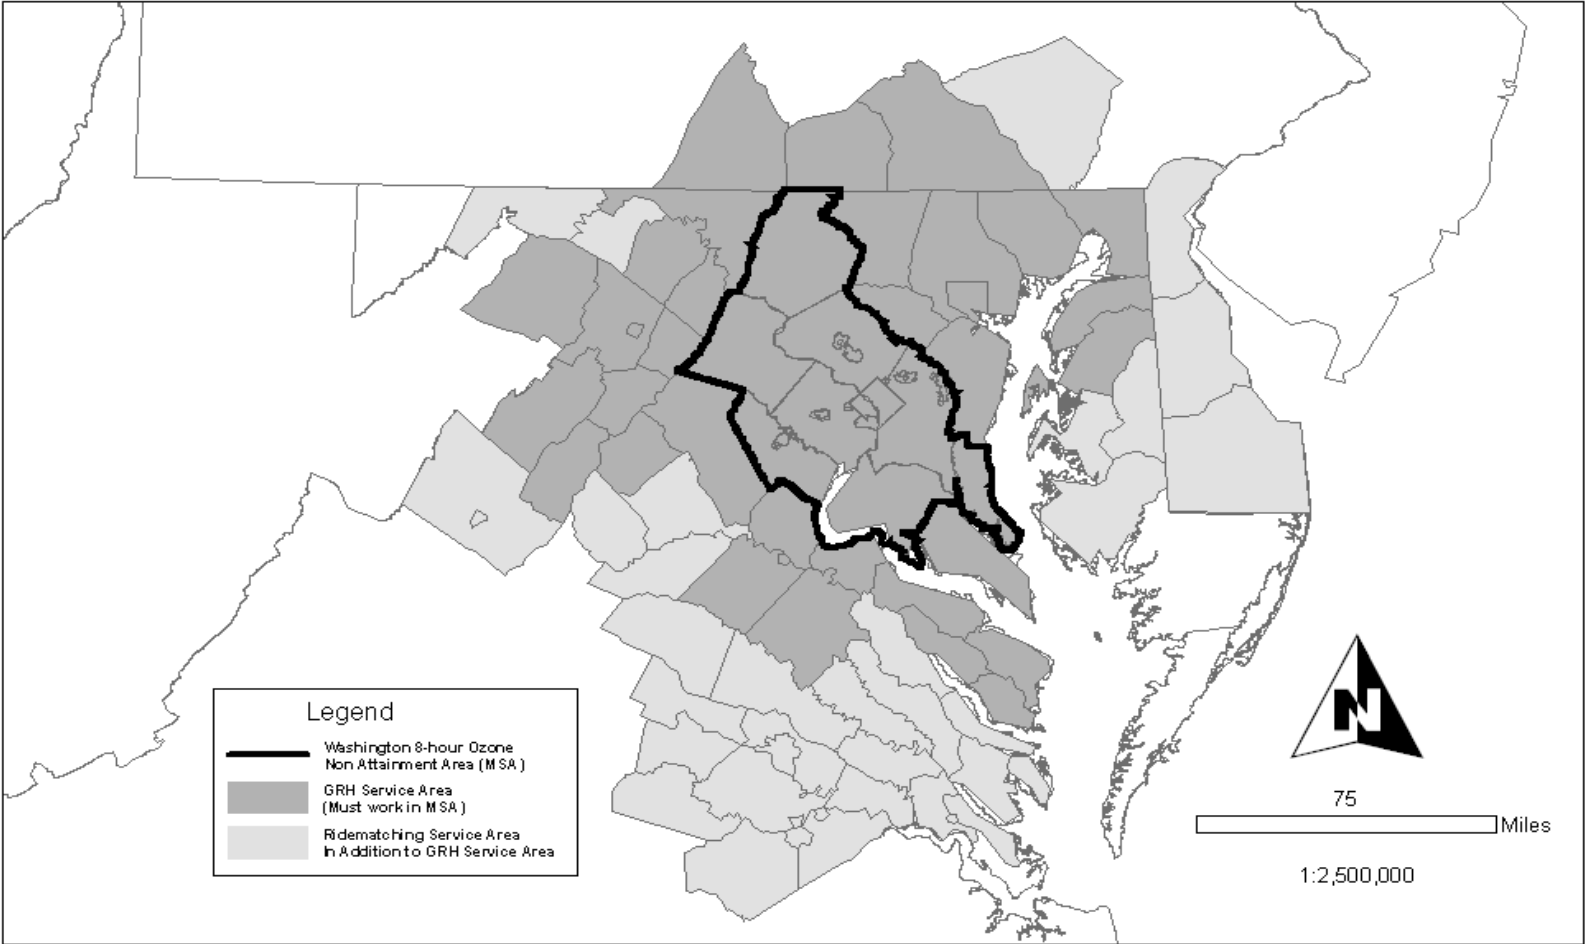 Legend
Washington 8-hour Ozone
Non Attainment Area (MSA)
GRH Service Area
(Must work in MSA)
Ridematching Service Area
In Addition to GRH Service Area
N
75
Miles
1:2,500,000